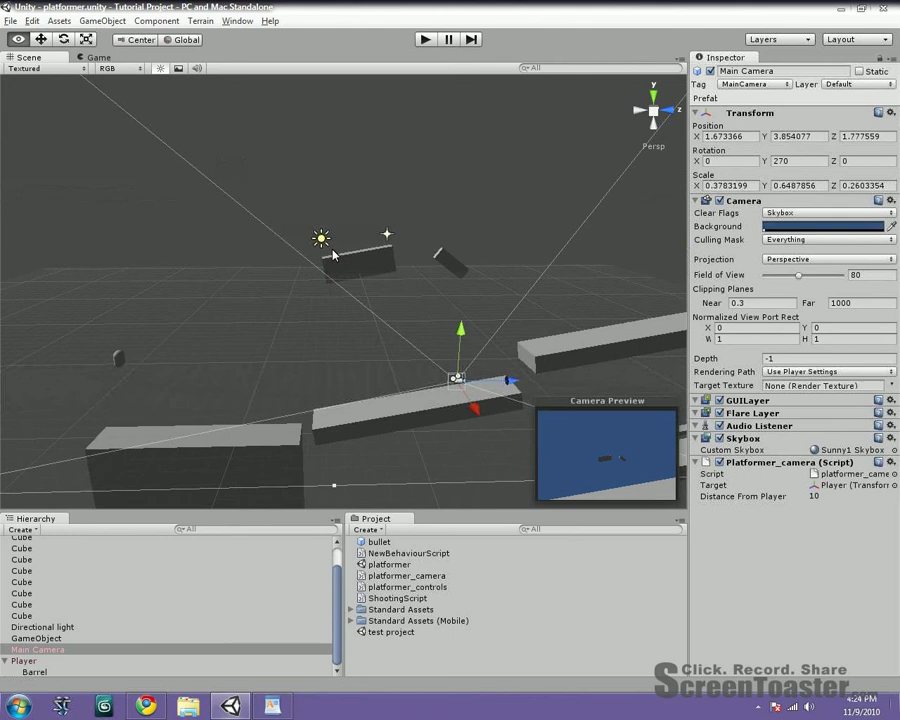 Unity - platformer.unity - Tutorial Project - PC and Mac Standalone
File Edit Assets GameObject Component Terrain Window Help
Center Global Layers Layout
Scene Game
Textured RGB All
y
z
Persp
Inspector
Main Camera Static
Tag MainCamera Layer Default
Prefab
Transform
Position
X 1.673366 Y 3.854077 Z 1.777559
Rotation
X 0 Y 270 Z 0
Scale
X 0.3783199 Y 0.6487856 Z 0.2603354
Camera
Clear Flags Skybox
Background
Culling Mask Everything
Projection Perspective
Field of View 80
Clipping Planes
Near 0.3 Far 1000
Normalized View Port Rect
X 0 Y 0
W 1 H 1
Depth -1
Rendering Path Use Player Settings
Target Texture None (Render Texture)
GUILayer
Flare Layer
Audio Listener
Skybox
Custom Skybox Sunny1 Skybox
Platformer_camera (Script)
Script platformer_came
Target Player (Transform
Distance From Player 10
Camera Preview
Hierarchy
Create All
Cube
Cube
Cube
Cube
Cube
Cube
Cube
Cube
Directional light
GameObject
Main Camera
Player
Barrel
Project
Create All
bullet
NewBehaviourScript
platformer
platformer_camera
platformer_controls
ShootingScript
Standard Assets
Standard Assets (Mobile)
test project
Click. Record. Share
ScreenToaster.com
4:24 PM
11/9/2010